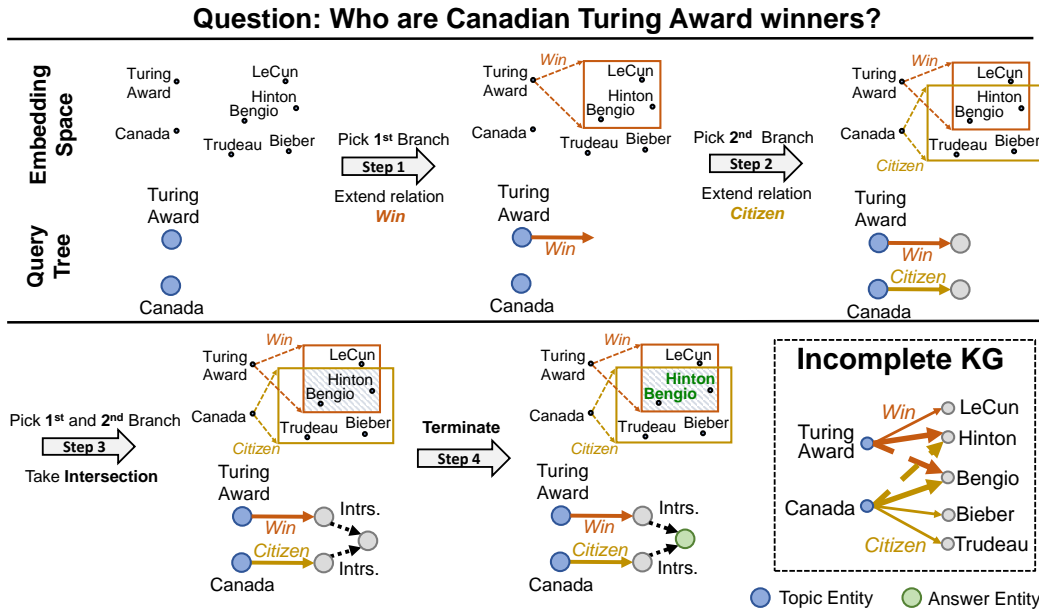 Question: Who are Canadian Turing Award winners?
Embedding
Space
Turing
Award
LeCun
Hinton
Bengio
Canada
Trudeau
Bieber
Pick 1st Branch
Step 1
Extend relation
Win
Turing
Award
Win
LeCun
Hinton
Bengio
Canada
Trudeau
Bieber
Pick 2nd Branch
Step 2
Extend relation
Citizen
Turing
Award
Win
LeCun
Hinton
Bengio
Canada
Citizen
Trudeau
Bieber
Query
Tree
Turing
Award
Canada
Turing
Award
Win
Canada
Turing
Award
Win
Citizen
Canada
Pick 1st and 2nd Branch
Step 3
Take Intersection
Turing
Award
Win
LeCun
Hinton
Bengio
Canada
Citizen
Trudeau
Bieber
Turing
Award
Win
Intrs.
Citizen
Canada
Intrs.
Terminate
Step 4
Turing
Award
Win
LeCun
Hinton
Bengio
Canada
Citizen
Trudeau
Bieber
Turing
Award
Win
Intrs.
Citizen
Canada
Intrs.
Incomplete KG
Win
Turing
Award
Canada
Citizen
LeCun
Hinton
Bengio
Bieber
Trudeau
Topic Entity
Answer Entity